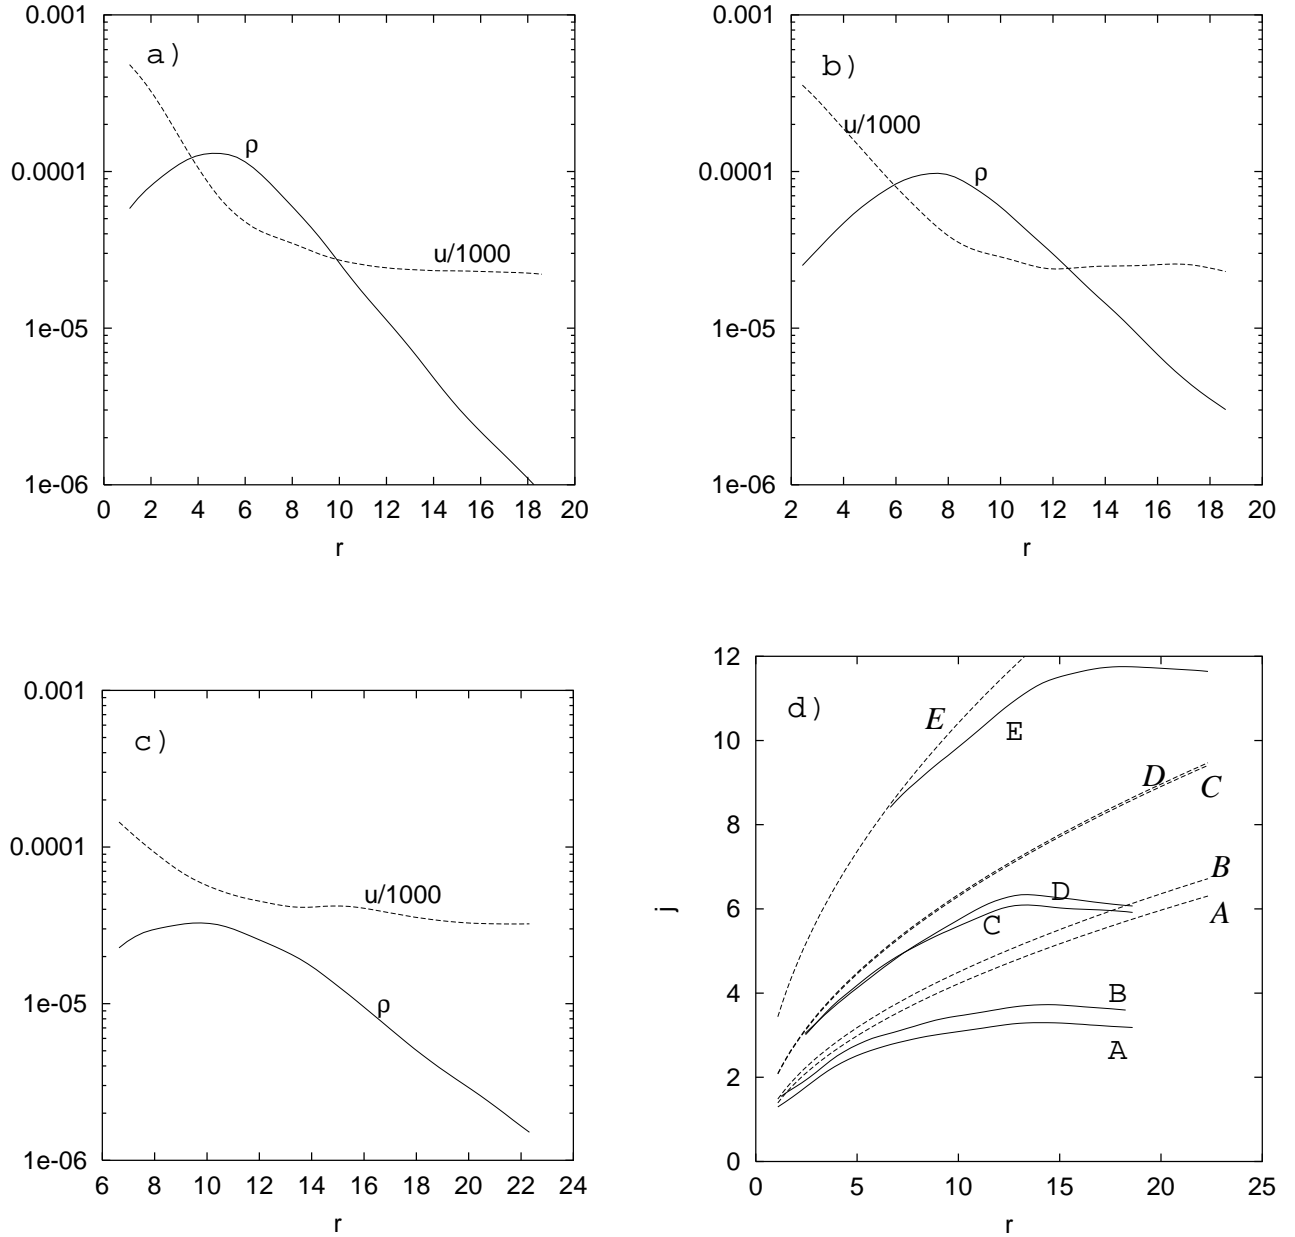 0.001
0.0001
1e-05
1e-06
a)
ρ
u/1000
0 2 4 6 8 10 12 14 16 18 20
r
0.001
0.0001
1e-05
1e-06
b)
u/1000
ρ
2 4 6 8 10 12 14 16 18 20
r
0.001
0.0001
1e-05
1e-06
c)
u/1000
ρ
6 8 10 12 14 16 18 20 22 24
r
12
10
8
6
4
2
0
j
d)
E
E
D
C
D
C
B
A
B
A
0 5 10 15 20 25
r